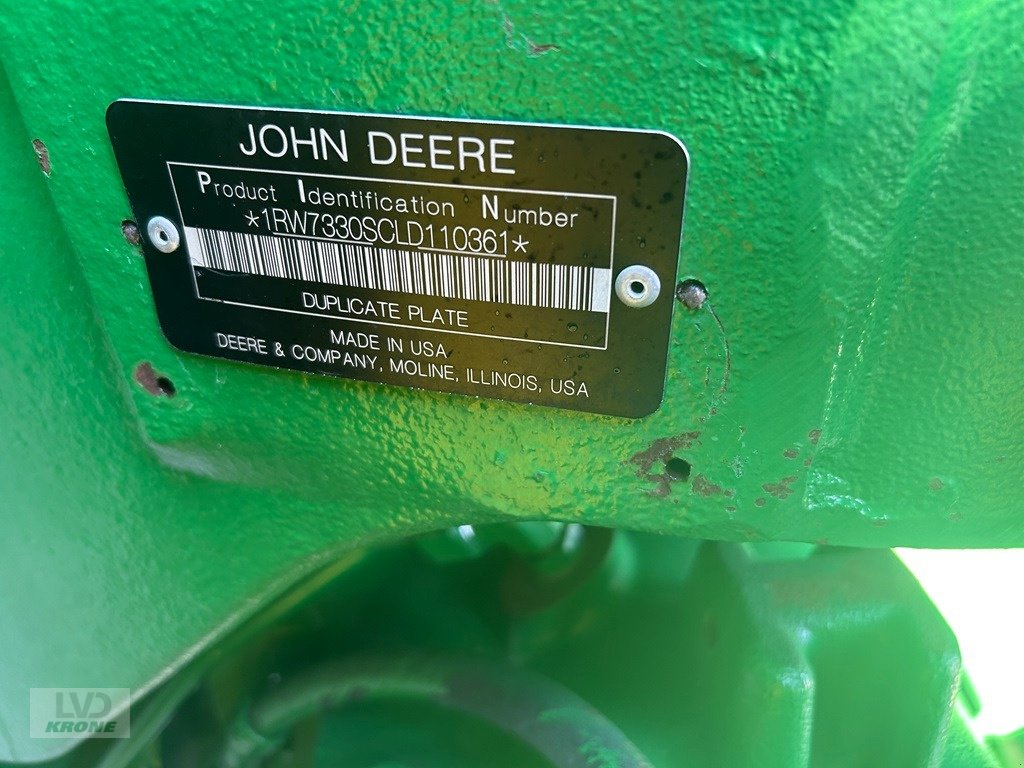 JOHN DEERE
Product Identification Number
*1RW7330SCLD110361*
DUPLICATE PLATE
MADE IN USA
DEERE & COMPANY, MOLINE, ILLINOIS, USA
LVD
KRONE